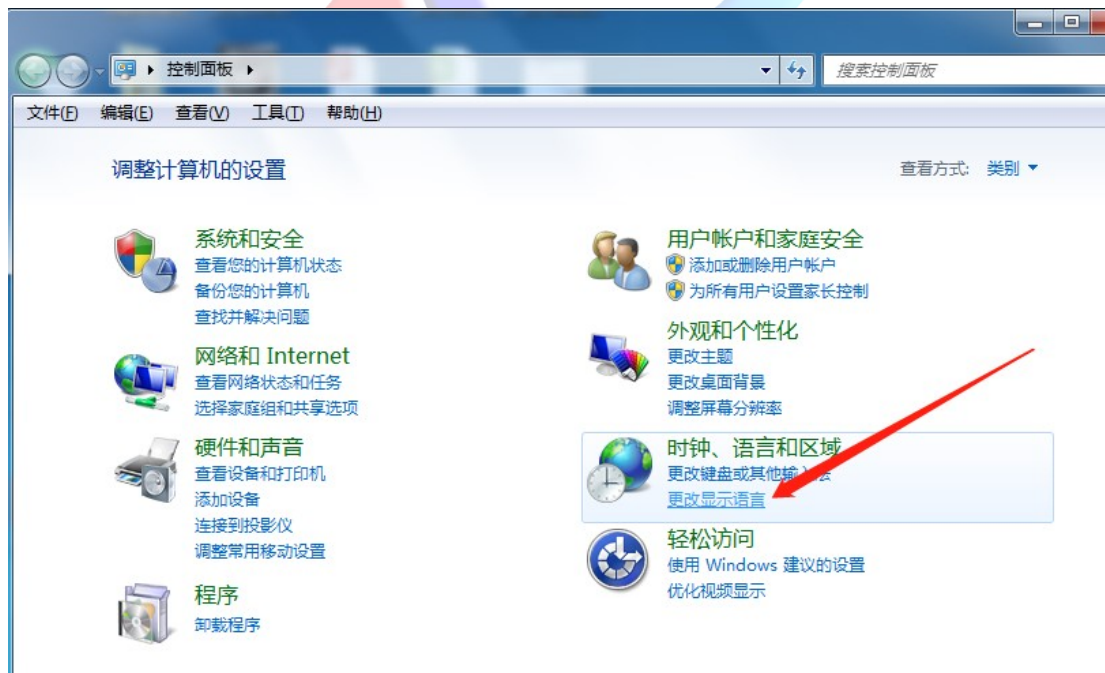 控制面板
搜索控制面板
文件(F) 编辑(E) 查看(V) 工具(T) 帮助(H)
调整计算机的设置
查看方式: 类别
系统和安全
查看您的计算机状态
备份您的计算机
查找并解决问题
网络和 Internet
查看网络状态和任务
选择家庭组和共享选项
硬件和声音
查看设备和打印机
添加设备
连接到投影仪
调整常用移动设置
程序
卸载程序
用户帐户和家庭安全
添加或删除用户帐户
为所有用户设置家长控制
外观和个性化
更改主题
更改桌面背景
调整屏幕分辨率
时钟、语言和区域
更改键盘或其他输入法
更改显示语言
轻松访问
使用 Windows 建议的设置
优化视频显示